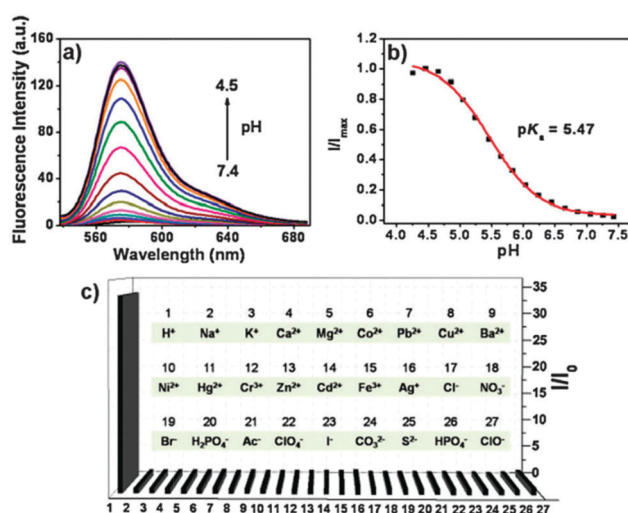 a)
160
120
80
40
0
Fluorescence Intensity (a.u.)
4.5
pH
7.4
560 600 640 680
Wavelength (nm)
b)
1.2
1.0
0.8
0.6
0.4
0.2
0.0
I/Imax
pKa = 5.47
4.0 4.5 5.0 5.5 6.0 6.5 7.0 7.5
pH
c)
1 2 3 4 5 6 7 8 9
H⁺ Na⁺ K⁺ Ca²⁺ Mg²⁺ Co²⁺ Pb²⁺ Cu²⁺ Ba²⁺
10 11 12 13 14 15 16 17 18
Ni²⁺ Hg²⁺ Cr³⁺ Zn²⁺ Cd²⁺ Fe³⁺ Ag⁺ Cl⁻ NO₃⁻
19 20 21 22 23 24 25 26 27
Br⁻ H₂PO₄⁻ Ac⁻ ClO₄⁻ I⁻ CO₃²⁻ S²⁻ HPO₄⁻ ClO⁻
35
30
25
20
15
10
5
0
I/I₀
1 2 3 4 5 6 7 8 9 10 11 12 13 14 15 16 17 18 19 20 21 22 23 24 25 26 27